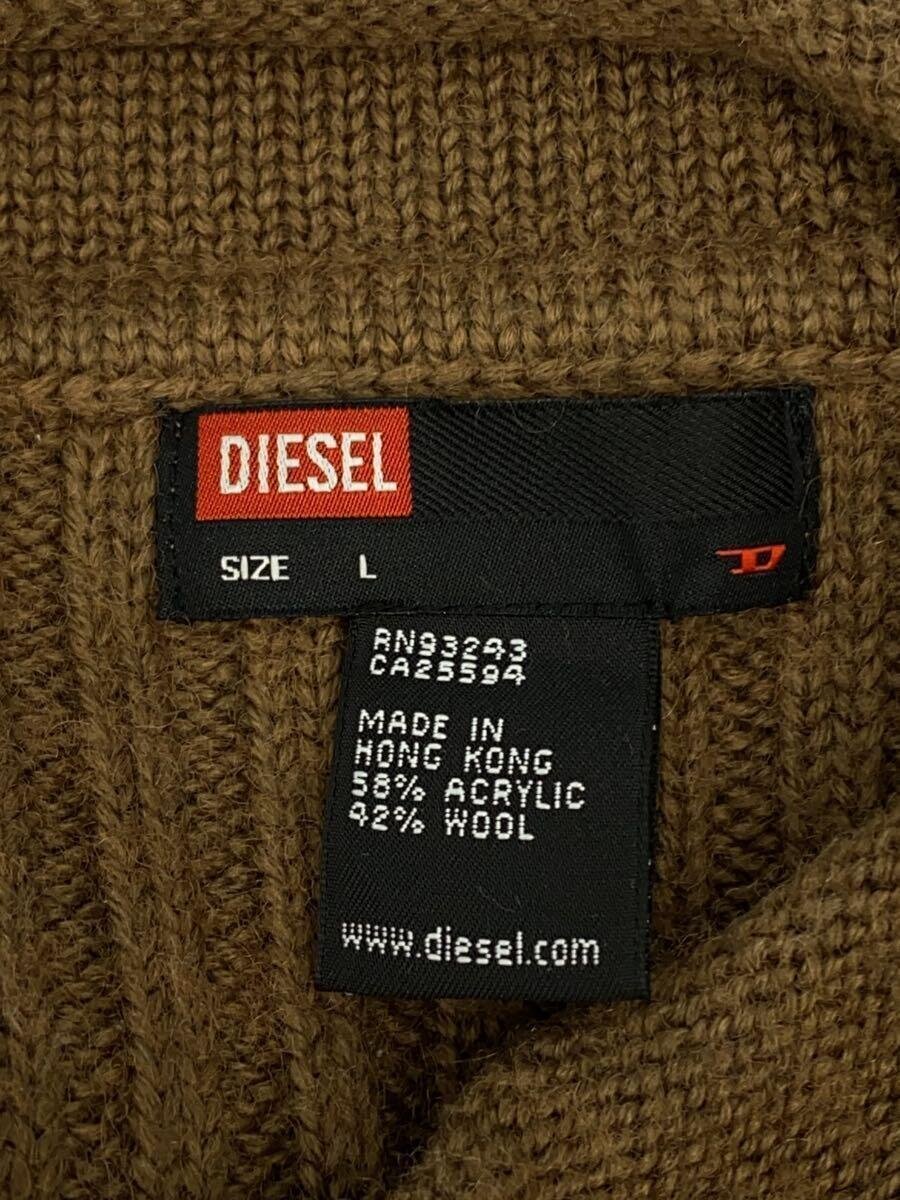 DIESEL
SIZE L
D
RN93243
CA25594
MADE IN
HONG KONG
58% ACRYLIC
42% WOOL
www.diesel.com